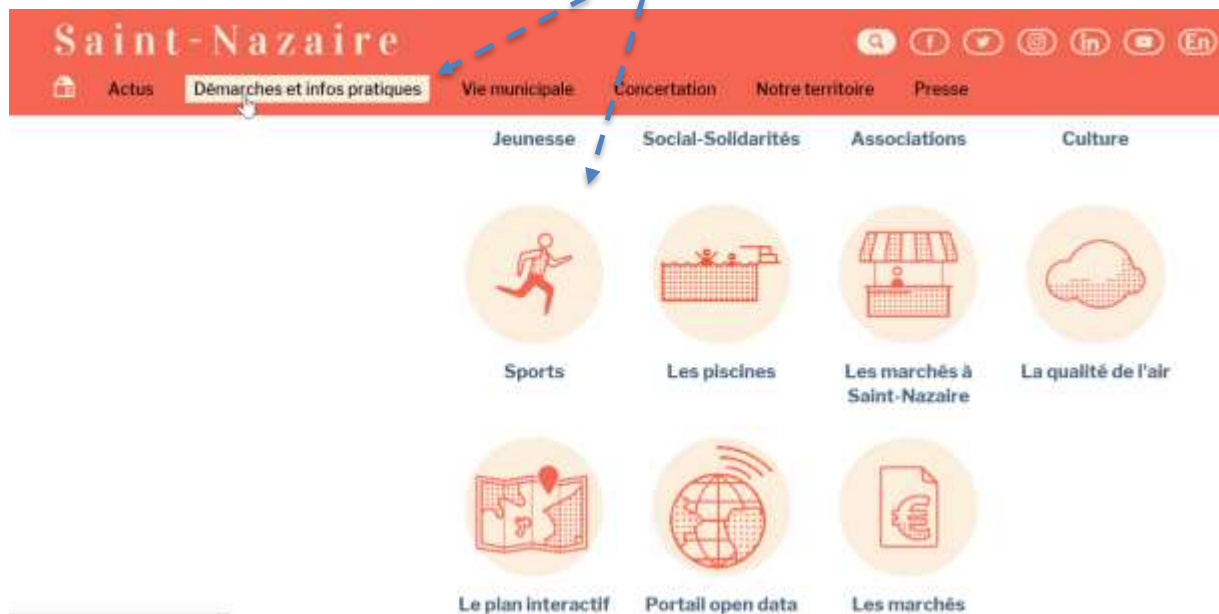 Saint-Nazaire
En
Actus Démarches et infos pratiques Vie municipale Concertation Notre territoire Presse
Jeunesse Social-Solidarités Associations Culture
Sports Les piscines Les marchés à Saint-Nazaire La qualité de l'air
Le plan interactif Portail open data Les marchés